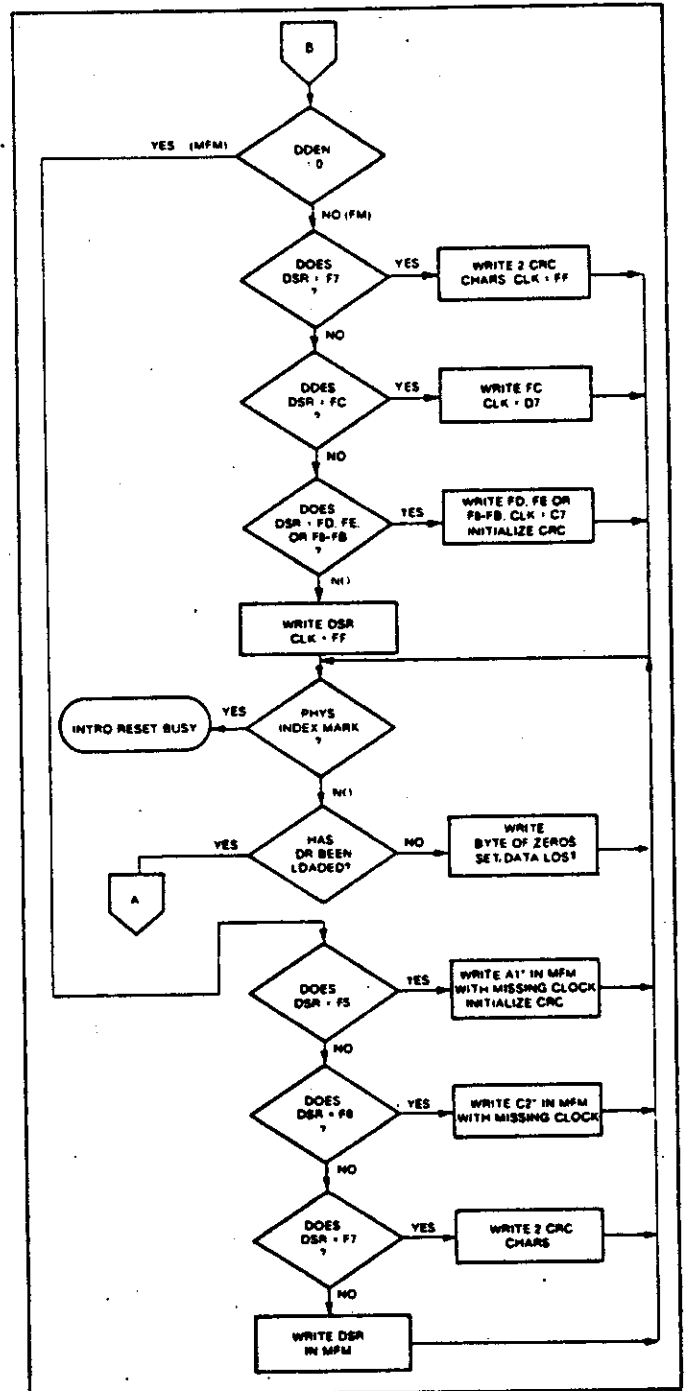 B
YES (MFM)
DDEN
= 0
NO (FM)
DOES
DSR = F7
?
YES
WRITE 2 CRC
CHARS CLK = FF
NO
DOES
DSR = FC
?
YES
WRITE FC
CLK = D7
NO
DOES
DSR = FD, FE,
OR F8-FB
?
YES
WRITE FD, FE OR
F8-FB, CLK = C7
INITIALIZE CRC
NO
WRITE DSR
CLK = FF
PHYS
INDEX MARK
?
YES
INTRQ RESET BUSY
NO
HAS
DR BEEN
LOADED?
YES
A
NO
WRITE
BYTE OF ZEROS
SET DATA LOST
DOES
DSR = F5
YES
WRITE A1* IN MFM
WITH MISSING CLOCK
INITIALIZE CRC
NO
DOES
DSR = F6
?
YES
WRITE C2* IN MFM
WITH MISSING CLOCK
NO
DOES
DSR = F7
?
YES
WRITE 2 CRC
CHARS
NO
WRITE DSR
IN MFM